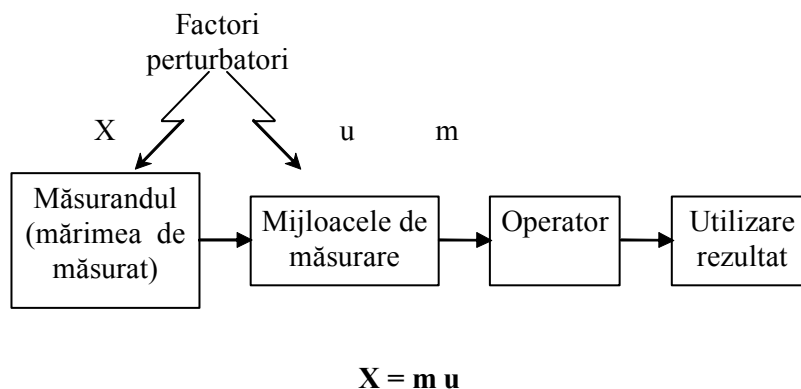 Factori
perturbatori
X u m
Măsurandul
(mărimea de
măsurat)
Mijloacele de
măsurare
Operator
Utilizare
rezultat
X = m u